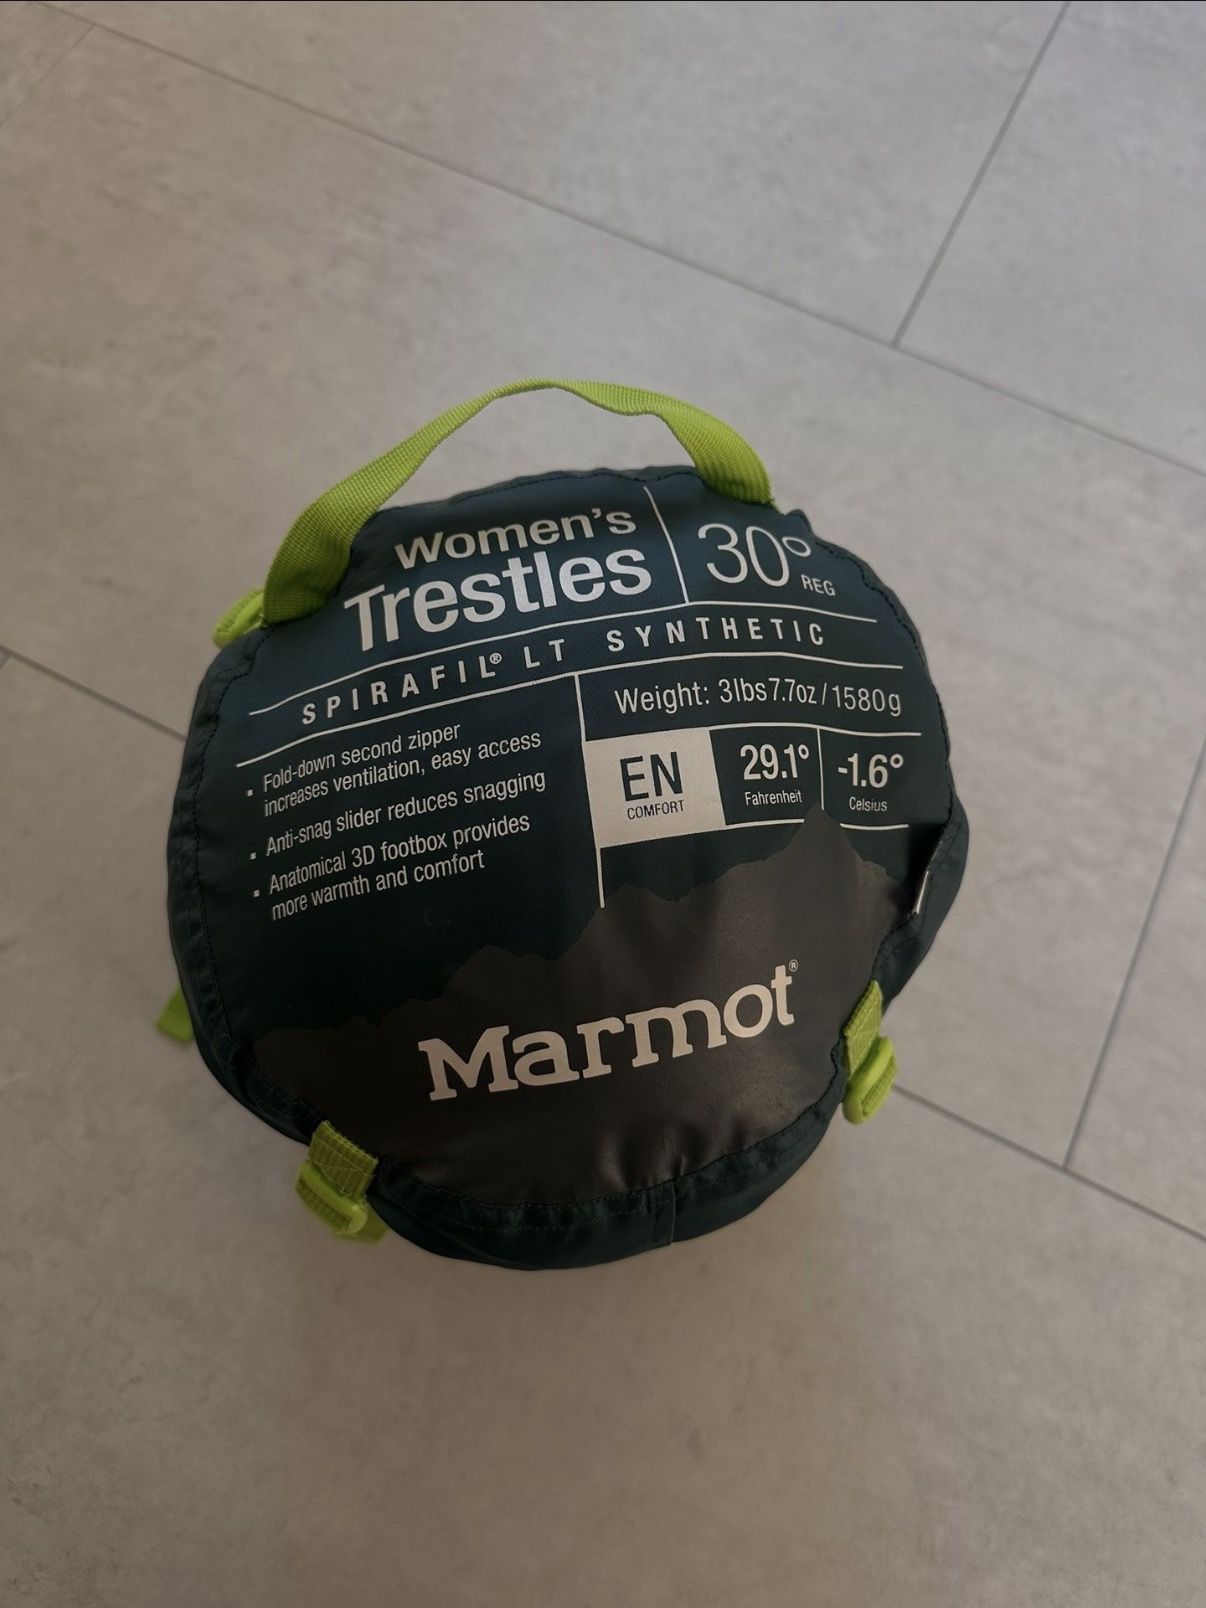 Women's
Trestles
30°
REG
SPIRAFIL® LT SYNTHETIC
Fold-down second zipper
increases ventilation, easy access
Anti-snag slider reduces snagging
Anatomical 3D footbox provides
more warmth and comfort
Weight: 3lbs7.7oz/1580g
EN
COMFORT
29.1°
Fahrenheit
-1.6°
Celsius
Marmot®